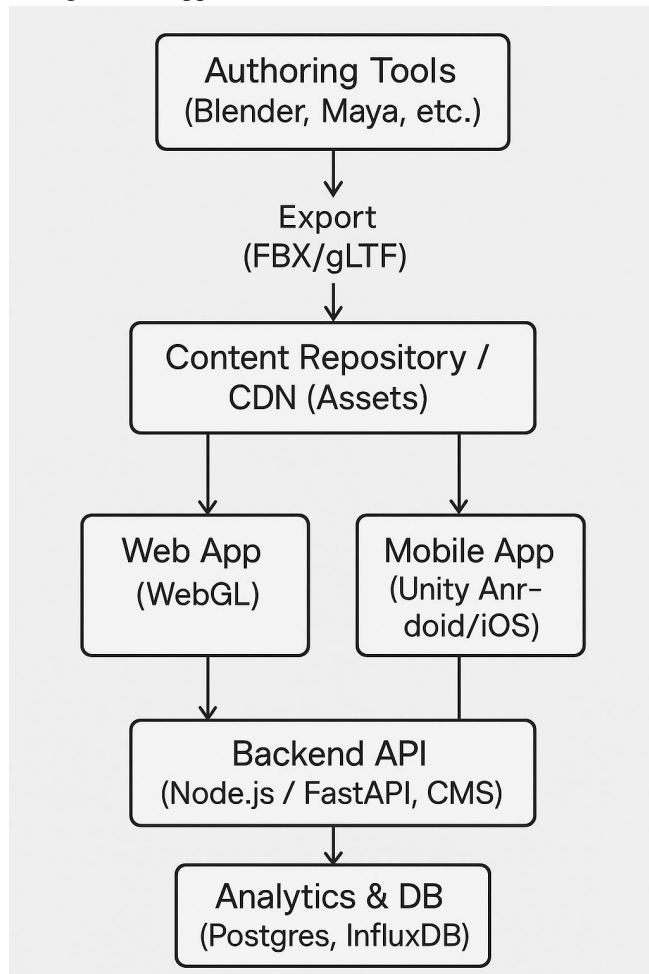 Authoring Tools
(Blender, Maya, etc.)
Export
(FBX/gLTF)
Content Repository /
CDN (Assets)
Web App
(WebGL)
Mobile App
(Unity Anr-
doid/iOS)
Backend API
(Node.js / FastAPI, CMS)
Analytics & DB
(Postgres, InfluxDB)